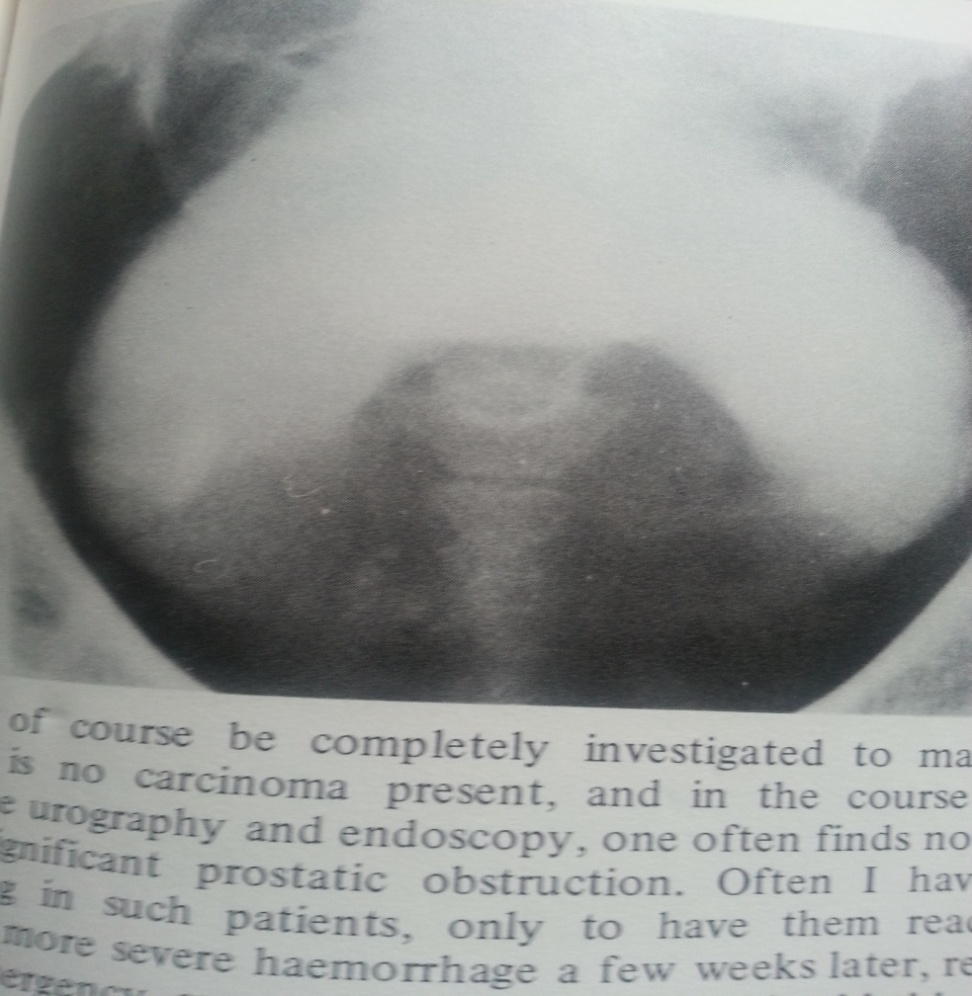 of course be completely investigated to ma
is no carcinoma present, and in the course
e urography and endoscopy, one often finds no
gnificant prostatic obstruction. Often I hav
g in such patients, only to have them read
more severe haemorrhage a few weeks later, re